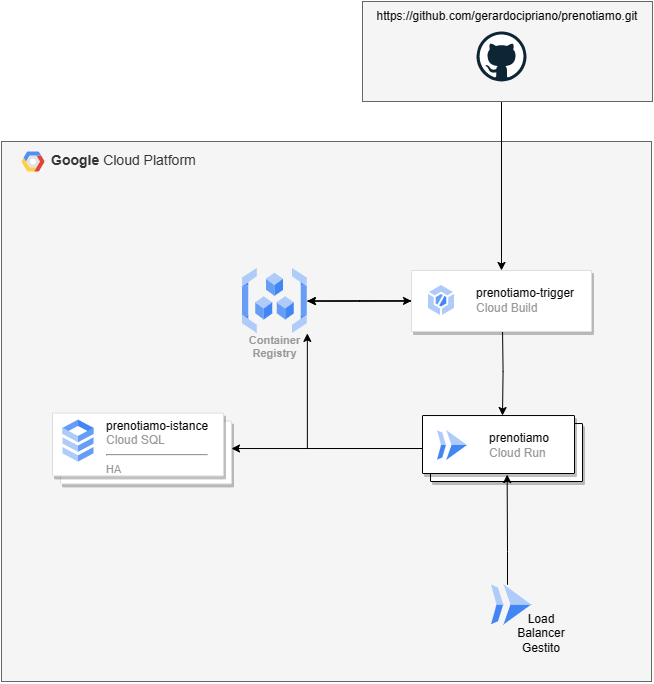 https://github.com/gerardocipriano/prenotiamo.git
Google Cloud Platform
prenotiamo-trigger
Cloud Build
Container
Registry
prenotiamo-istance
Cloud SQL
HA
prenotiamo
Cloud Run
Load
Balancer
Gestito